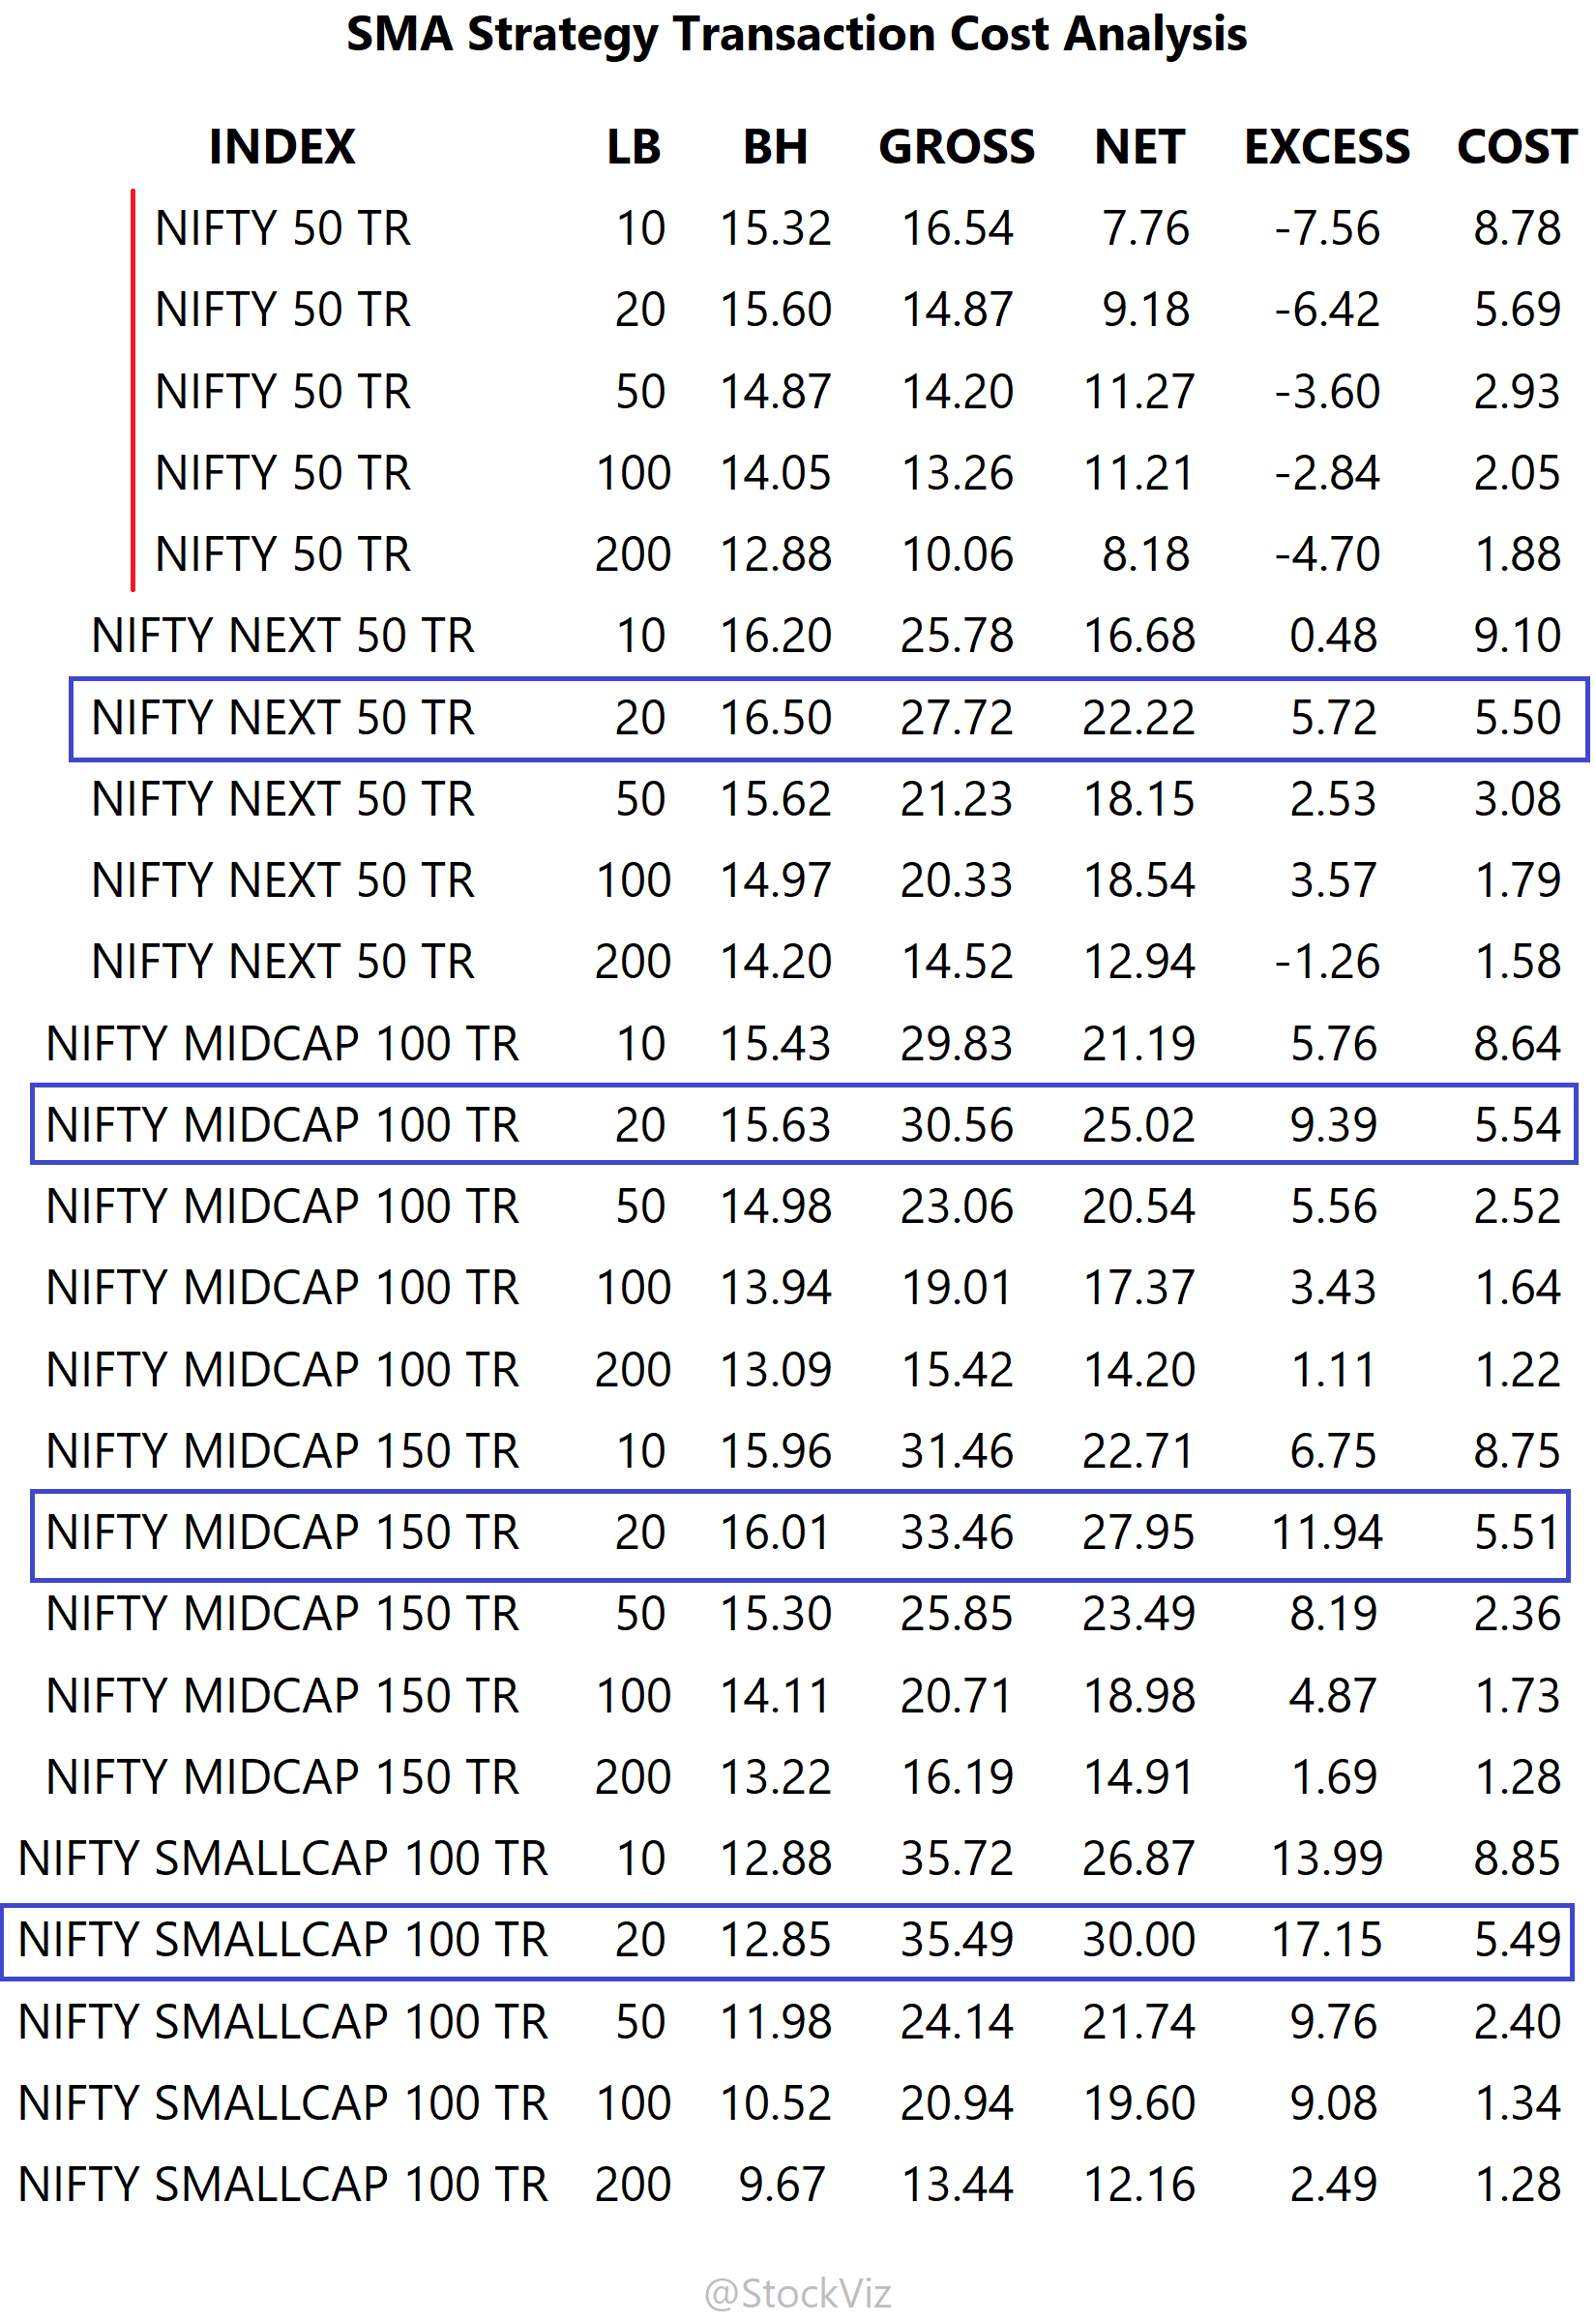 SMA Strategy Transaction Cost Analysis
INDEX LB BH GROSS NET EXCESS COST
NIFTY 50 TR 10 15.32 16.54 7.76 -7.56 8.78
NIFTY 50 TR 20 15.60 14.87 9.18 -6.42 5.69
NIFTY 50 TR 50 14.87 14.20 11.27 -3.60 2.93
NIFTY 50 TR 100 14.05 13.26 11.21 -2.84 2.05
NIFTY 50 TR 200 12.88 10.06 8.18 -4.70 1.88
NIFTY NEXT 50 TR 10 16.20 25.78 16.68 0.48 9.10
NIFTY NEXT 50 TR 20 16.50 27.72 22.22 5.72 5.50
NIFTY NEXT 50 TR 50 15.62 21.23 18.15 2.53 3.08
NIFTY NEXT 50 TR 100 14.97 20.33 18.54 3.57 1.79
NIFTY NEXT 50 TR 200 14.20 14.52 12.94 -1.26 1.58
NIFTY MIDCAP 100 TR 10 15.43 29.83 21.19 5.76 8.64
NIFTY MIDCAP 100 TR 20 15.63 30.56 25.02 9.39 5.54
NIFTY MIDCAP 100 TR 50 14.98 23.06 20.54 5.56 2.52
NIFTY MIDCAP 100 TR 100 13.94 19.01 17.37 3.43 1.64
NIFTY MIDCAP 100 TR 200 13.09 15.42 14.20 1.11 1.22
NIFTY MIDCAP 150 TR 10 15.96 31.46 22.71 6.75 8.75
NIFTY MIDCAP 150 TR 20 16.01 33.46 27.95 11.94 5.51
NIFTY MIDCAP 150 TR 50 15.30 25.85 23.49 8.19 2.36
NIFTY MIDCAP 150 TR 100 14.11 20.71 18.98 4.87 1.73
NIFTY MIDCAP 150 TR 200 13.22 16.19 14.91 1.69 1.28
NIFTY SMALLCAP 100 TR 10 12.88 35.72 26.87 13.99 8.85
NIFTY SMALLCAP 100 TR 20 12.85 35.49 30.00 17.15 5.49
NIFTY SMALLCAP 100 TR 50 11.98 24.14 21.74 9.76 2.40
NIFTY SMALLCAP 100 TR 100 10.52 20.94 19.60 9.08 1.34
NIFTY SMALLCAP 100 TR 200 9.67 13.44 12.16 2.49 1.28
@StockViz